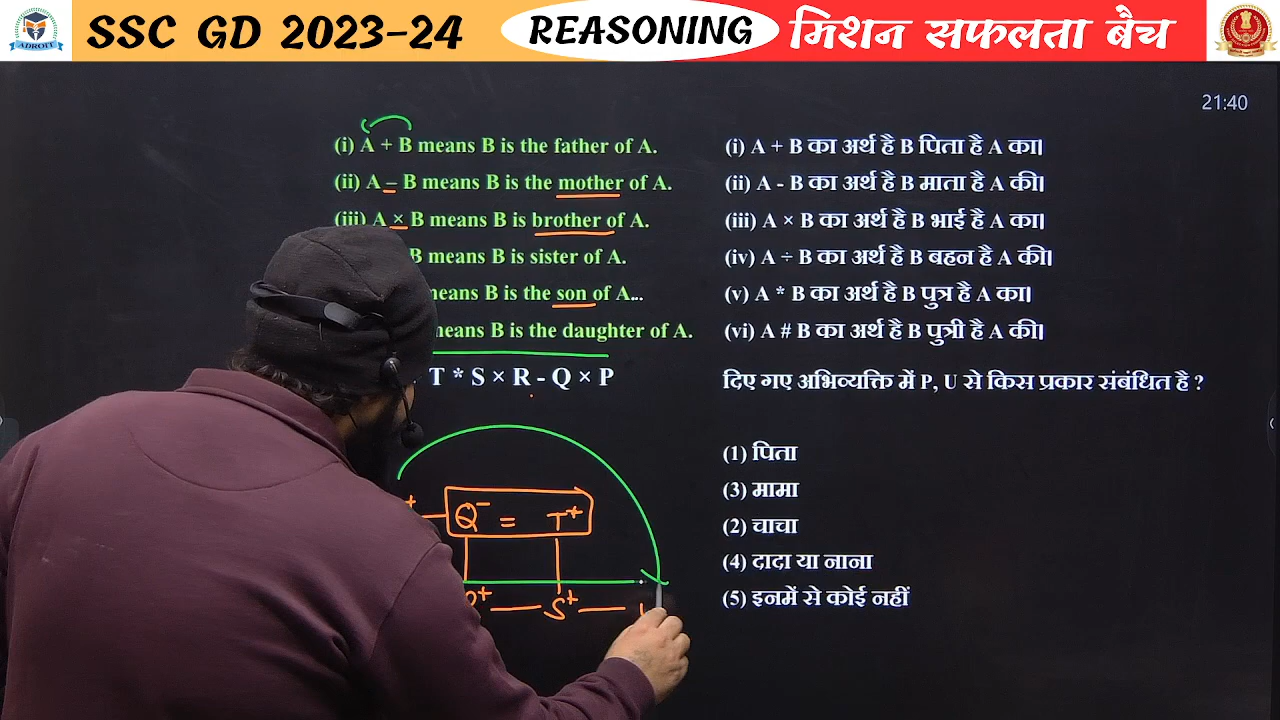 SSC GD 2023-24 REASONING मिशन सफलता बैच
ADROIT
21:40
(i) A + B means B is the father of A.
(ii) A – B means B is the mother of A.
(iii) A × B means B is brother of A.
B means B is sister of A.
means B is the son of A...
means B is the daughter of A.
T * S × R - Q × P
(i) A + B का अर्थ है B पिता है A का।
(ii) A - B का अर्थ है B माता है A की।
(iii) A × B का अर्थ है B भाई है A का।
(iv) A ÷ B का अर्थ है B बहन है A की।
(v) A * B का अर्थ है B पुत्र है A का।
(vi) A # B का अर्थ है B पुत्री है A की।
दिए गए अभिव्यक्ति में P, U से किस प्रकार संबंधित है ?
(1) पिता
(3) मामा
(2) चाचा
(4) दादा या नाना
(5) इनमें से कोई नहीं
Q⁻ = T⁺
S⁺